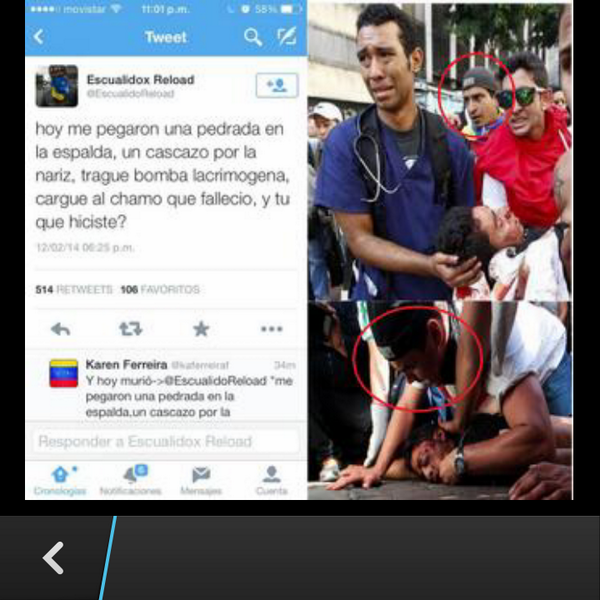 movistar 11:01 p.m. 58%
Tweet
Escualidox Reload
@EscualidoReload
hoy me pegaron una pedrada en
la espalda, un cascazo por la
nariz, trague bomba lacrimogena,
cargue al chamo que fallecio, y tu
que hiciste?
12/02/14 06:25 p.m.
514 RETWEETS 106 FAVORITOS
Karen Ferreira @kaferreiraf 34m
Y hoy murió->@EscualidoReload "me
pegaron una pedrada en la
espalda,un cascazo por la
Responder a Escualidox Reload
6
Cronologías Notificaciones Mensajes Cuenta